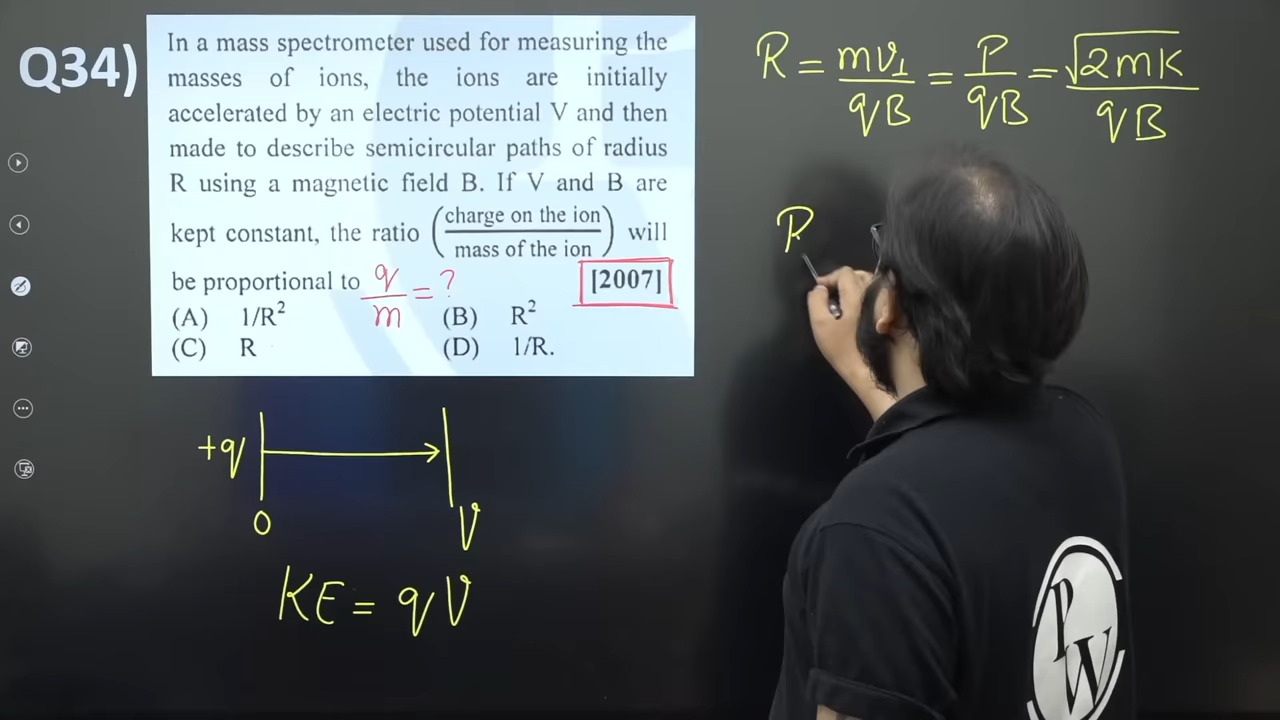 Q34)
In a mass spectrometer used for measuring the
masses of ions, the ions are initially
accelerated by an electric potential V and then
made to describe semicircular paths of radius
R using a magnetic field B. If V and B are
kept constant, the ratio (charge on the ion / mass of the ion) will
be proportional to q/m = ? [2007]
(A) 1/R² (B) R²
(C) R (D) 1/R.
R = mv⊥/qB = P/qB = √2mK/qB
R
+q
0 V
KE = qV
PW